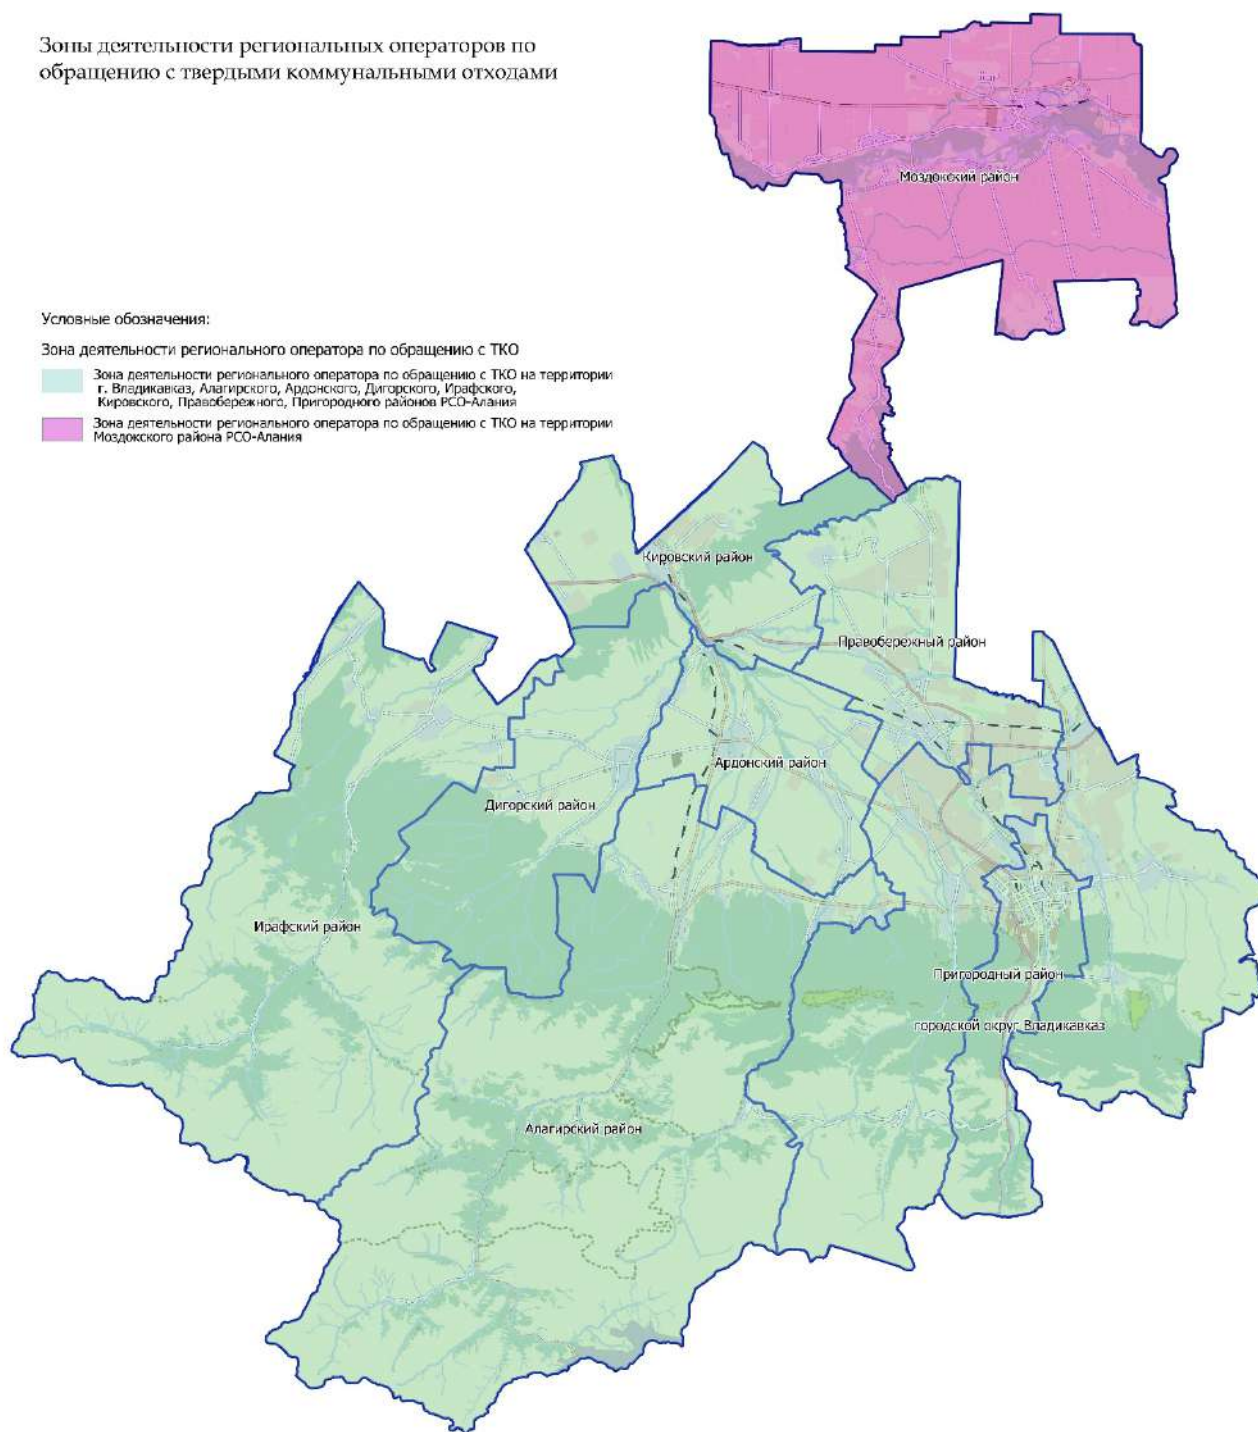 Зоны деятельности региональных операторов по
обращению с твердыми коммунальными отходами
Моздокский район
Условные обозначения:
Зона деятельности регионального оператора по обращению с ТКО
Зона деятельности регионального оператора по обращению с ТКО на территории
г. Владикавказ, Алагирского, Ардонского, Дигорского, Ирафского,
Кировского, Правобережного, Пригородного районов РСО-Алания
Зона деятельности регионального оператора по обращению с ТКО на территории
Моздокского района РСО-Алания
Кировский район
Правобережный район
Ардонский район
Дигорский район
Ирафский район
Пригородный район
городской округ Владикавказ
Алагирский район